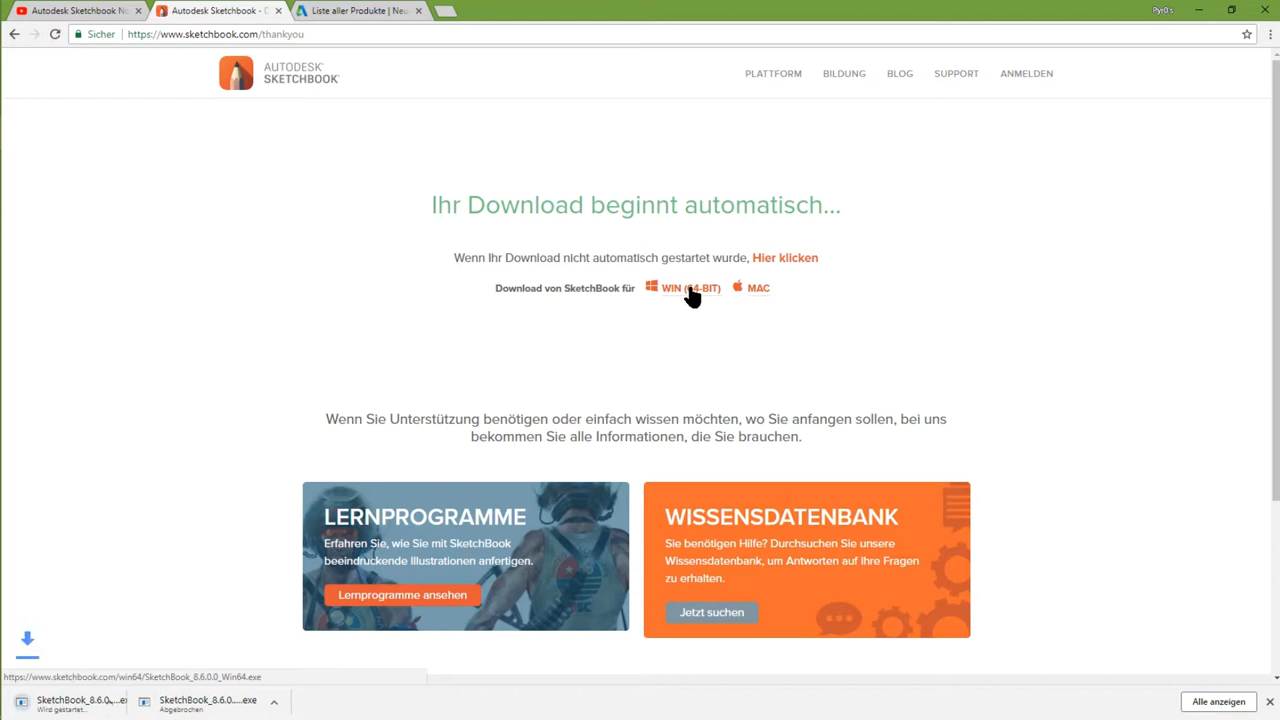 Autodesk Sketchbook N
Autodesk Sketchbook - D
Liste aller Produkte | Neu
Pyr0's
Sicher
https://www.sketchbook.com/thankyou
AUTODESK®
SKETCHBOOK®
PLATTFORM
BILDUNG
BLOG
SUPPORT
ANMELDEN
Ihr Download beginnt automatisch...
Wenn Ihr Download nicht automatisch gestartet wurde, Hier klicken
Download von SketchBook für WIN (64-BIT) MAC
Wenn Sie Unterstützung benötigen oder einfach wissen möchten, wo Sie anfangen sollen, bei uns
bekommen Sie alle Informationen, die Sie brauchen.
LERNPROGRAMME
Erfahren Sie, wie Sie mit SketchBook
beeindruckende Illustrationen anfertigen.
Lernprogramme ansehen
WISSENSDATENBANK
Sie benötigen Hilfe? Durchsuchen Sie unsere
Wissensdatenbank, um Antworten auf Ihre Fragen
zu erhalten.
Jetzt suchen
https://www.sketchbook.com/win64/SketchBook_8.6.0.0_Win64.exe
SketchBook_8.6.0....exe
Wird gestartet...
SketchBook_8.6.0....exe
Abgebrochen
Alle anzeigen